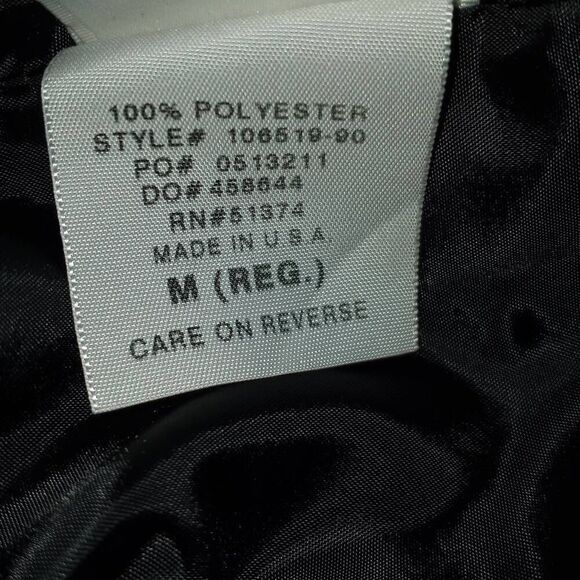 100% POLYESTER
STYLE# 106519-90
PO# 0513211
DO# 458644
RN#51374
MADE IN U.S.A.
M (REG.)
CARE ON REVERSE